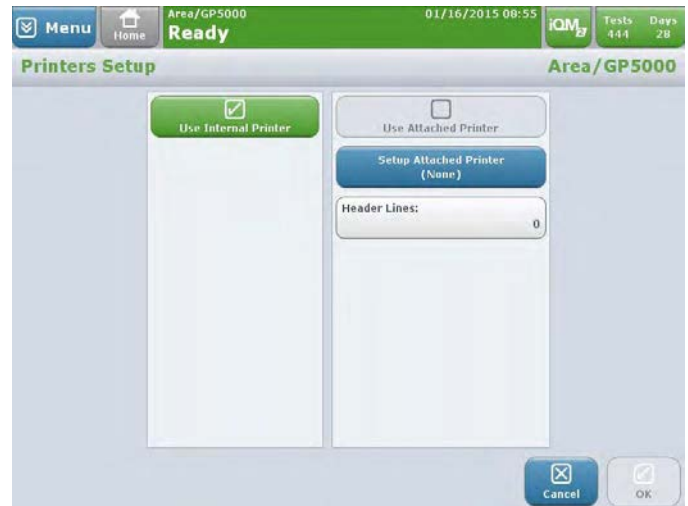 Menu
Home
Area/GP5000
01/16/2015 08:55
Ready
iQM2
Tests Days
444 28
Printers Setup
Area/GP5000
Use Internal Printer
Use Attached Printer
Setup Attached Printer
(None)
Header Lines:
0
Cancel
OK